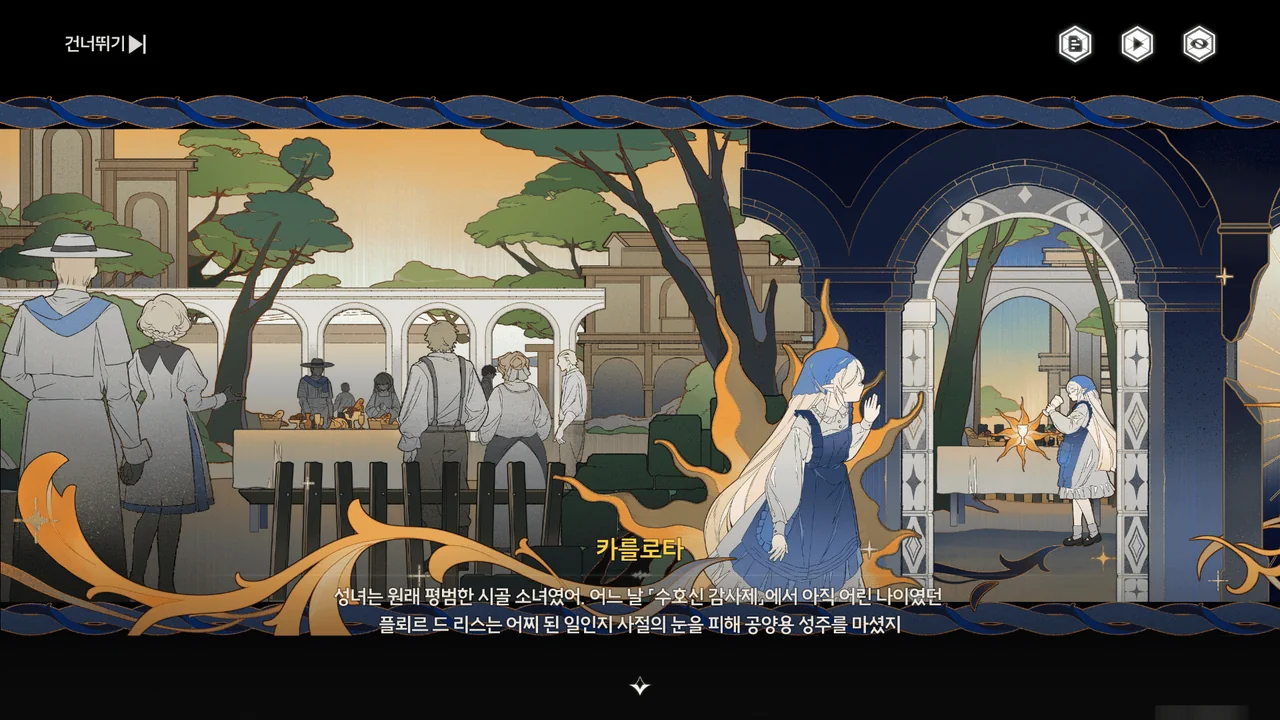 건너뛰기
카를로타
성녀는 원래 평범한 시골 소녀였어. 어느 날 「수호신 감사제」에서 아직 어린 나이였던
플뢰르 드 리스는 어찌 된 일인지 사절의 눈을 피해 공양용 성주를 마셨지